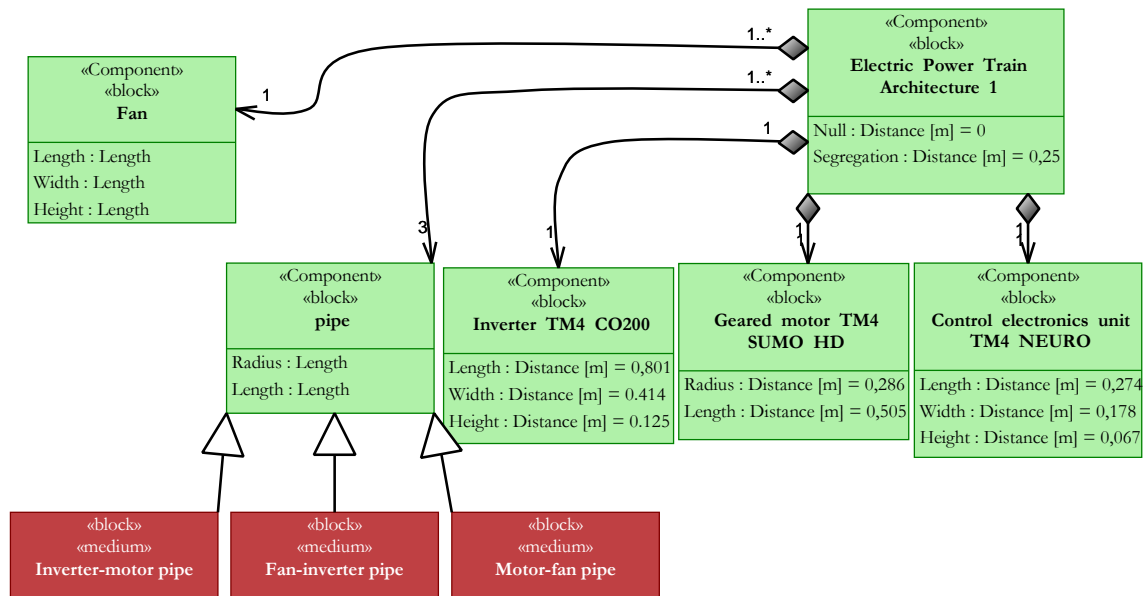 «Component»
«block»
Electric Power Train
Architecture 1
Null : Distance [m] = 0
Segregation : Distance [m] = 0,25
1..*
1..*
1
1
3
1
1
1
«Component»
«block»
Fan
Length : Length
Width : Length
Height : Length
«Component»
«block»
pipe
Radius : Length
Length : Length
«Component»
«block»
Inverter TM4 CO200
Length : Distance [m] = 0,801
Width : Distance [m] = 0.414
Height : Distance [m] = 0.125
«Component»
«block»
Geared motor TM4
SUMO HD
Radius : Distance [m] = 0,286
Length : Distance [m] = 0,505
«Component»
«block»
Control electronics unit
TM4 NEURO
Length : Distance [m] = 0,274
Width : Distance [m] = 0,178
Height : Distance [m] = 0,067
«block»
«medium»
Inverter-motor pipe
«block»
«medium»
Fan-inverter pipe
«block»
«medium»
Motor-fan pipe